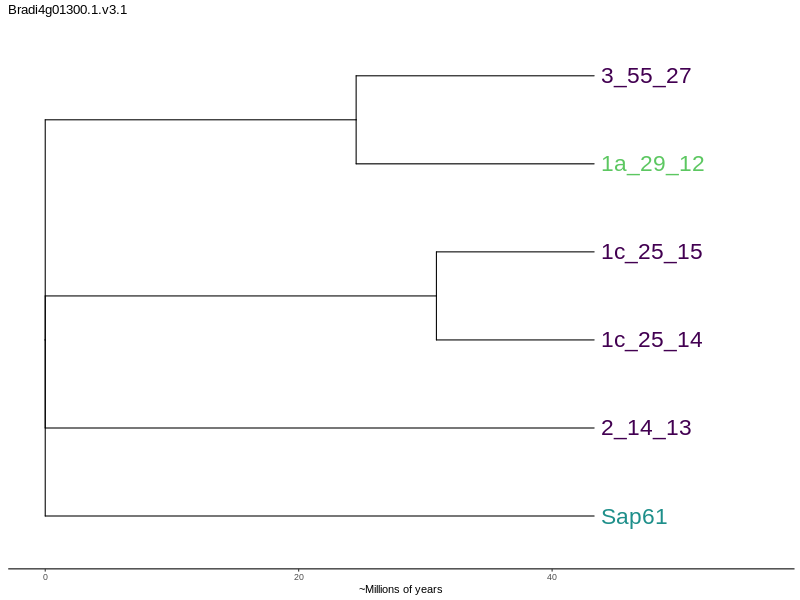 Bradi4g01300.1.v3.1
3_55_27
1a_29_12
1c_25_15
1c_25_14
2_14_13
Sap61
0 20 40
~Millions of years